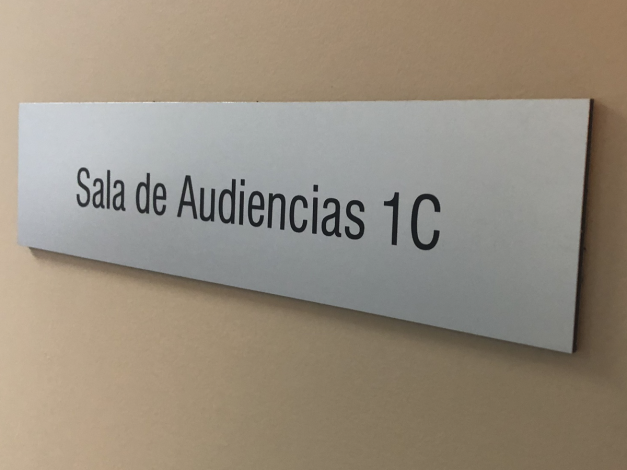 Sala de Audiencias 1C